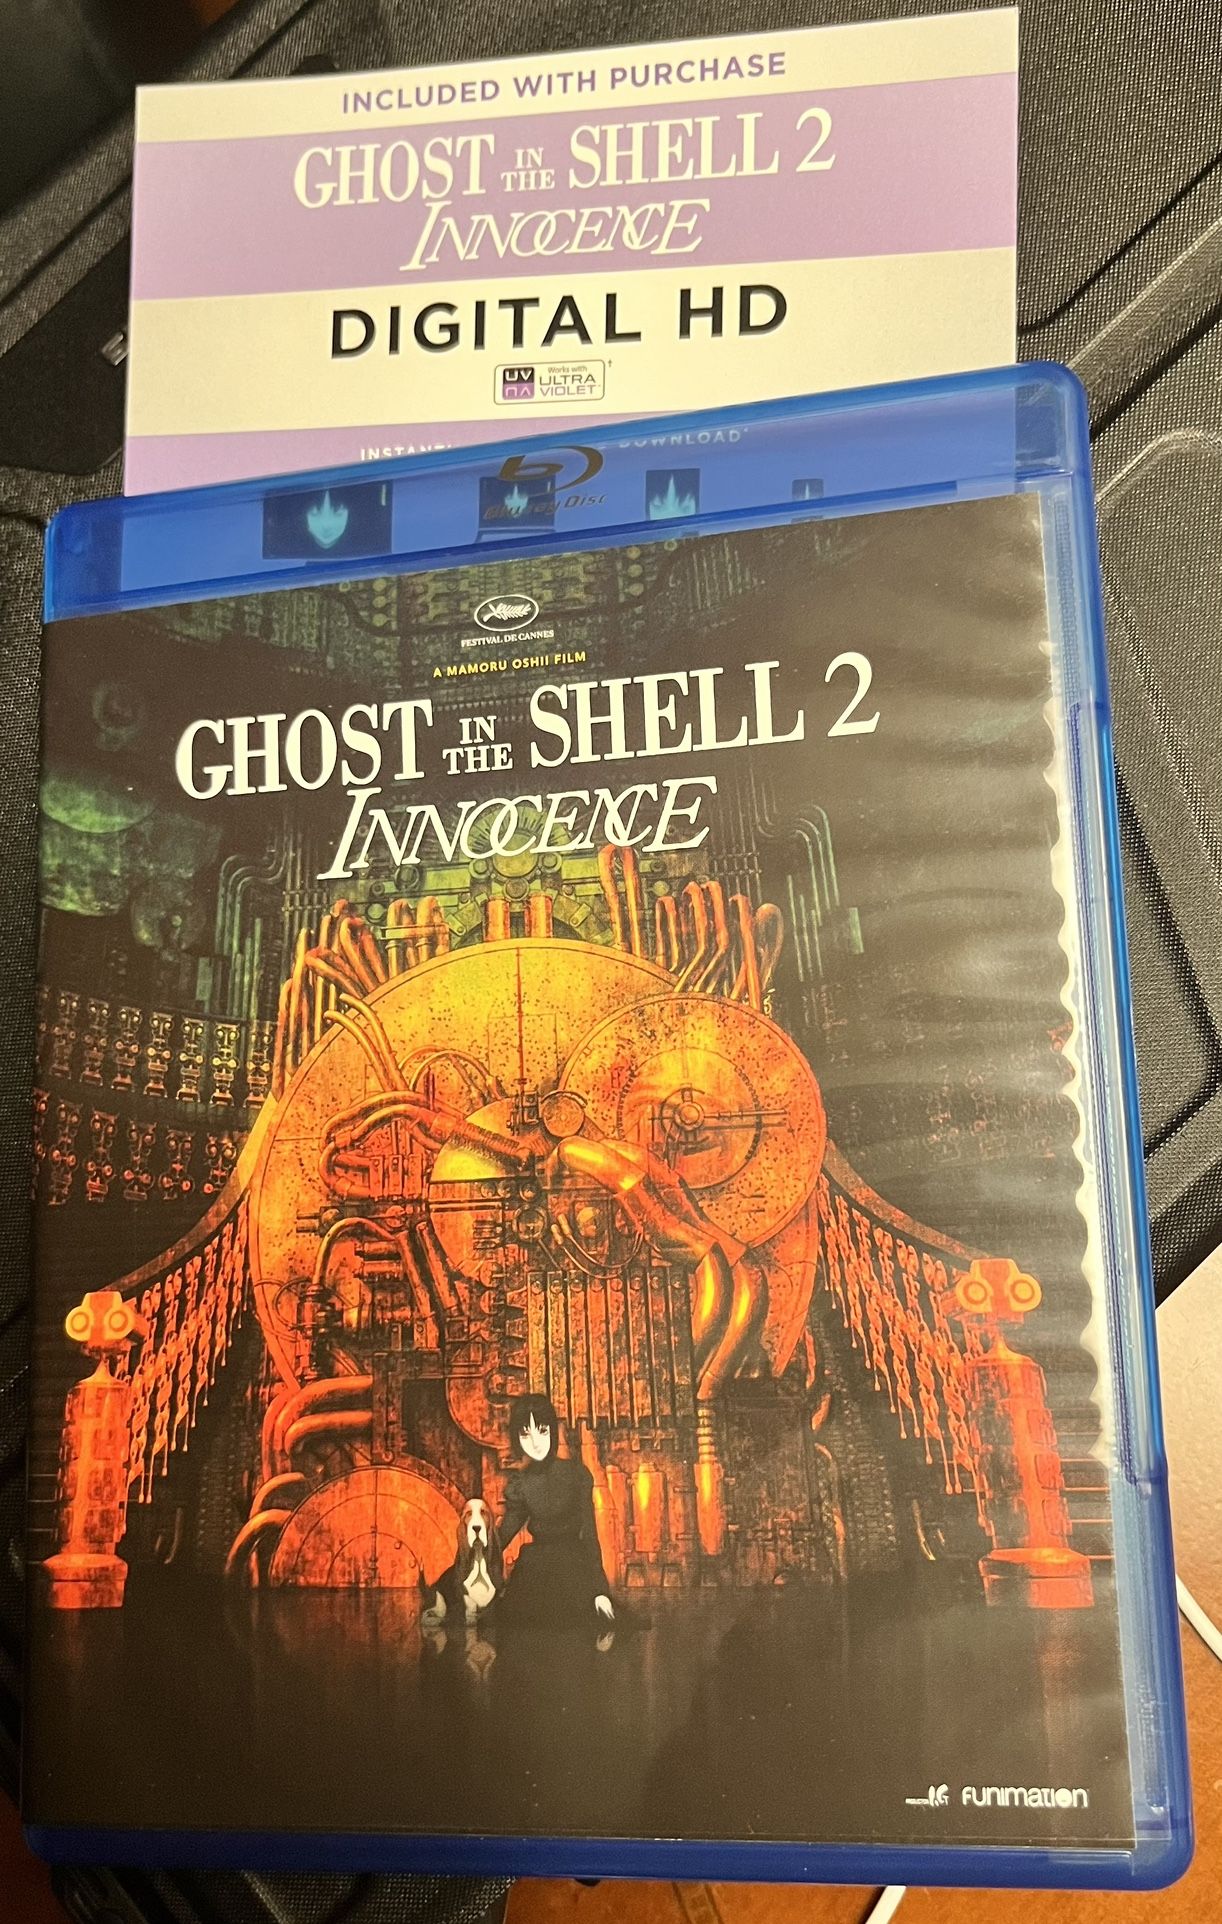 INCLUDED WITH PURCHASE
GHOST IN THE SHELL 2
INNOCENCE
DIGITAL HD
UV
Works with
ULTRA
VIOLET
DOWNLOAD*
Blu-ray Disc
FESTIVAL DE CANNES
A MAMORU OSHII FILM
GHOST IN THE SHELL 2
INNOCENCE
PRODUCTION I.G FUNIMATION